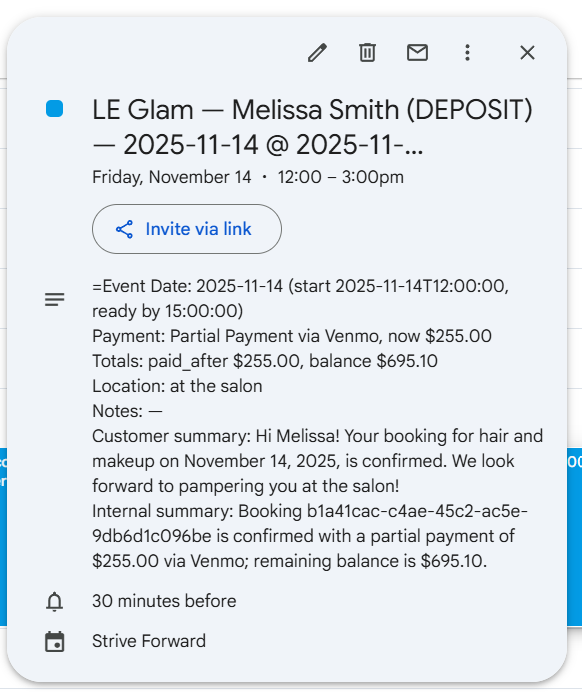 LE Glam — Melissa Smith (DEPOSIT)
— 2025-11-14 @ 2025-11-...
Friday, November 14 · 12:00 – 3:00pm
Invite via link
=Event Date: 2025-11-14 (start 2025-11-14T12:00:00,
ready by 15:00:00)
Payment: Partial Payment via Venmo, now $255.00
Totals: paid_after $255.00, balance $695.10
Location: at the salon
Notes: —
Customer summary: Hi Melissa! Your booking for hair and
makeup on November 14, 2025, is confirmed. We look
forward to pampering you at the salon!
Internal summary: Booking b1a41cac-c4ae-45c2-ac5e-
9db6d1c096be is confirmed with a partial payment of
$255.00 via Venmo; remaining balance is $695.10.
30 minutes before
Strive Forward